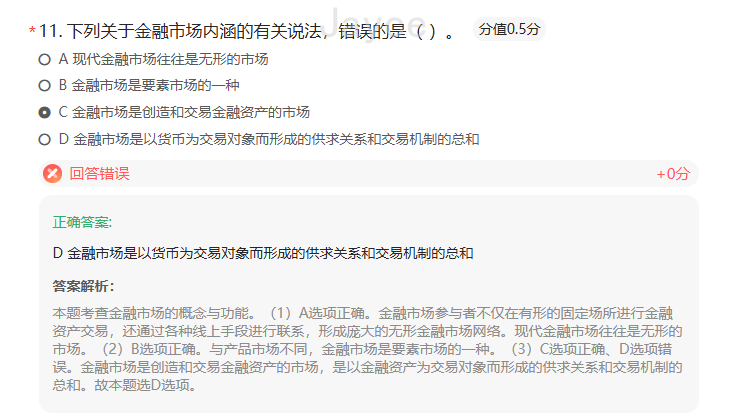 Joyce
*11. 下列关于金融市场内涵的有关说法，错误的是（ ）。 分值0.5分
A 现代金融市场往往是无形的市场
B 金融市场是要素市场的一种
C 金融市场是创造和交易金融资产的市场
D 金融市场是以货币为交易对象而形成的供求关系和交易机制的总和
回答错误 +0分
正确答案:
D 金融市场是以货币为交易对象而形成的供求关系和交易机制的总和
答案解析：
本题考查金融市场的概念与功能。（1）A选项正确。金融市场参与者不仅在有形的固定场所进行金融
资产交易，还通过各种线上手段进行联系，形成庞大的无形金融市场网络。现代金融市场往往是无形的
市场。（2）B选项正确。与产品市场不同，金融市场是要素市场的一种。（3）C选项正确、D选项错
误。金融市场是创造和交易金融资产的市场，是以金融资产为交易对象而形成的供求关系和交易机制的
总和。故本题选D选项。